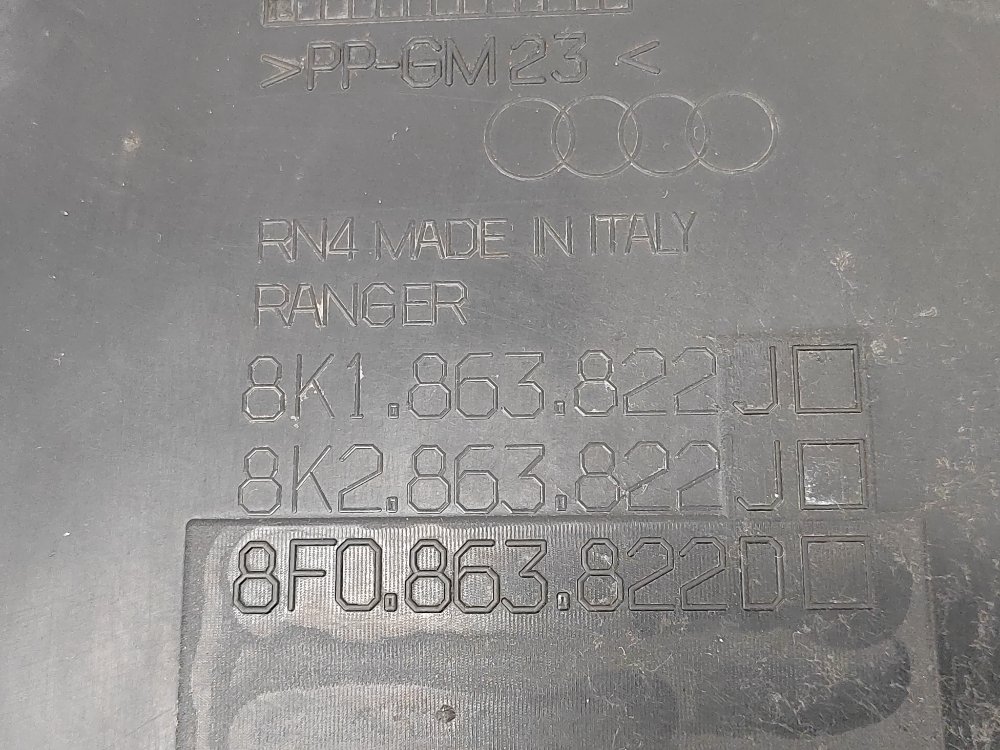 >PP-GM23<
RN4 MADE IN ITALY
RANGER
8K1.863.822J
8K2.863.822J
8F0.863.822D